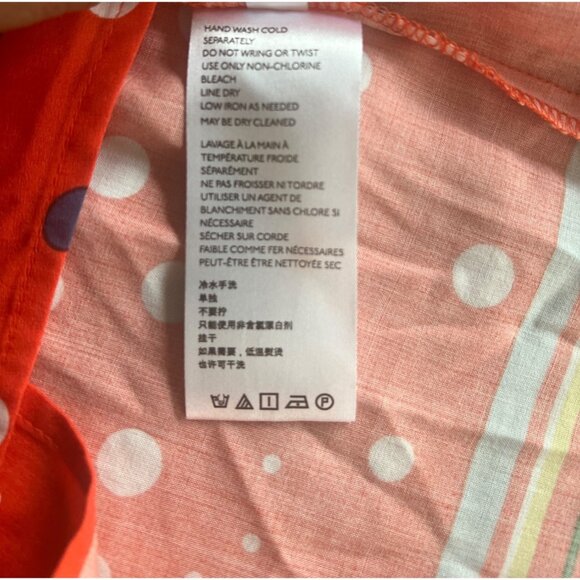 HAND WASH COLD
SEPARATELY
DO NOT WRING OR TWIST
USE ONLY NON-CHLORINE
BLEACH
LINE DRY
LOW IRON AS NEEDED
MAY BE DRY CLEANED
LAVAGE À LA MAIN À
TEMPÉRATURE FROIDE
SÉPARÉMENT
NE PAS FROISSER NI TORDRE
UTILISER UN AGENT DE
BLANCHIMENT SANS CHLORE SI
NÉCESSAIRE
SÉCHER SUR CORDE
FAIBLE COMME FER NÉCESSAIRES
PEUT-ÊTRE ÊTRE NETTOYÉE SEC
冷水手洗
单独
不要拧
只能使用非含氯漂白剂
挂干
如果需要，低温熨烫
也许可干洗
P